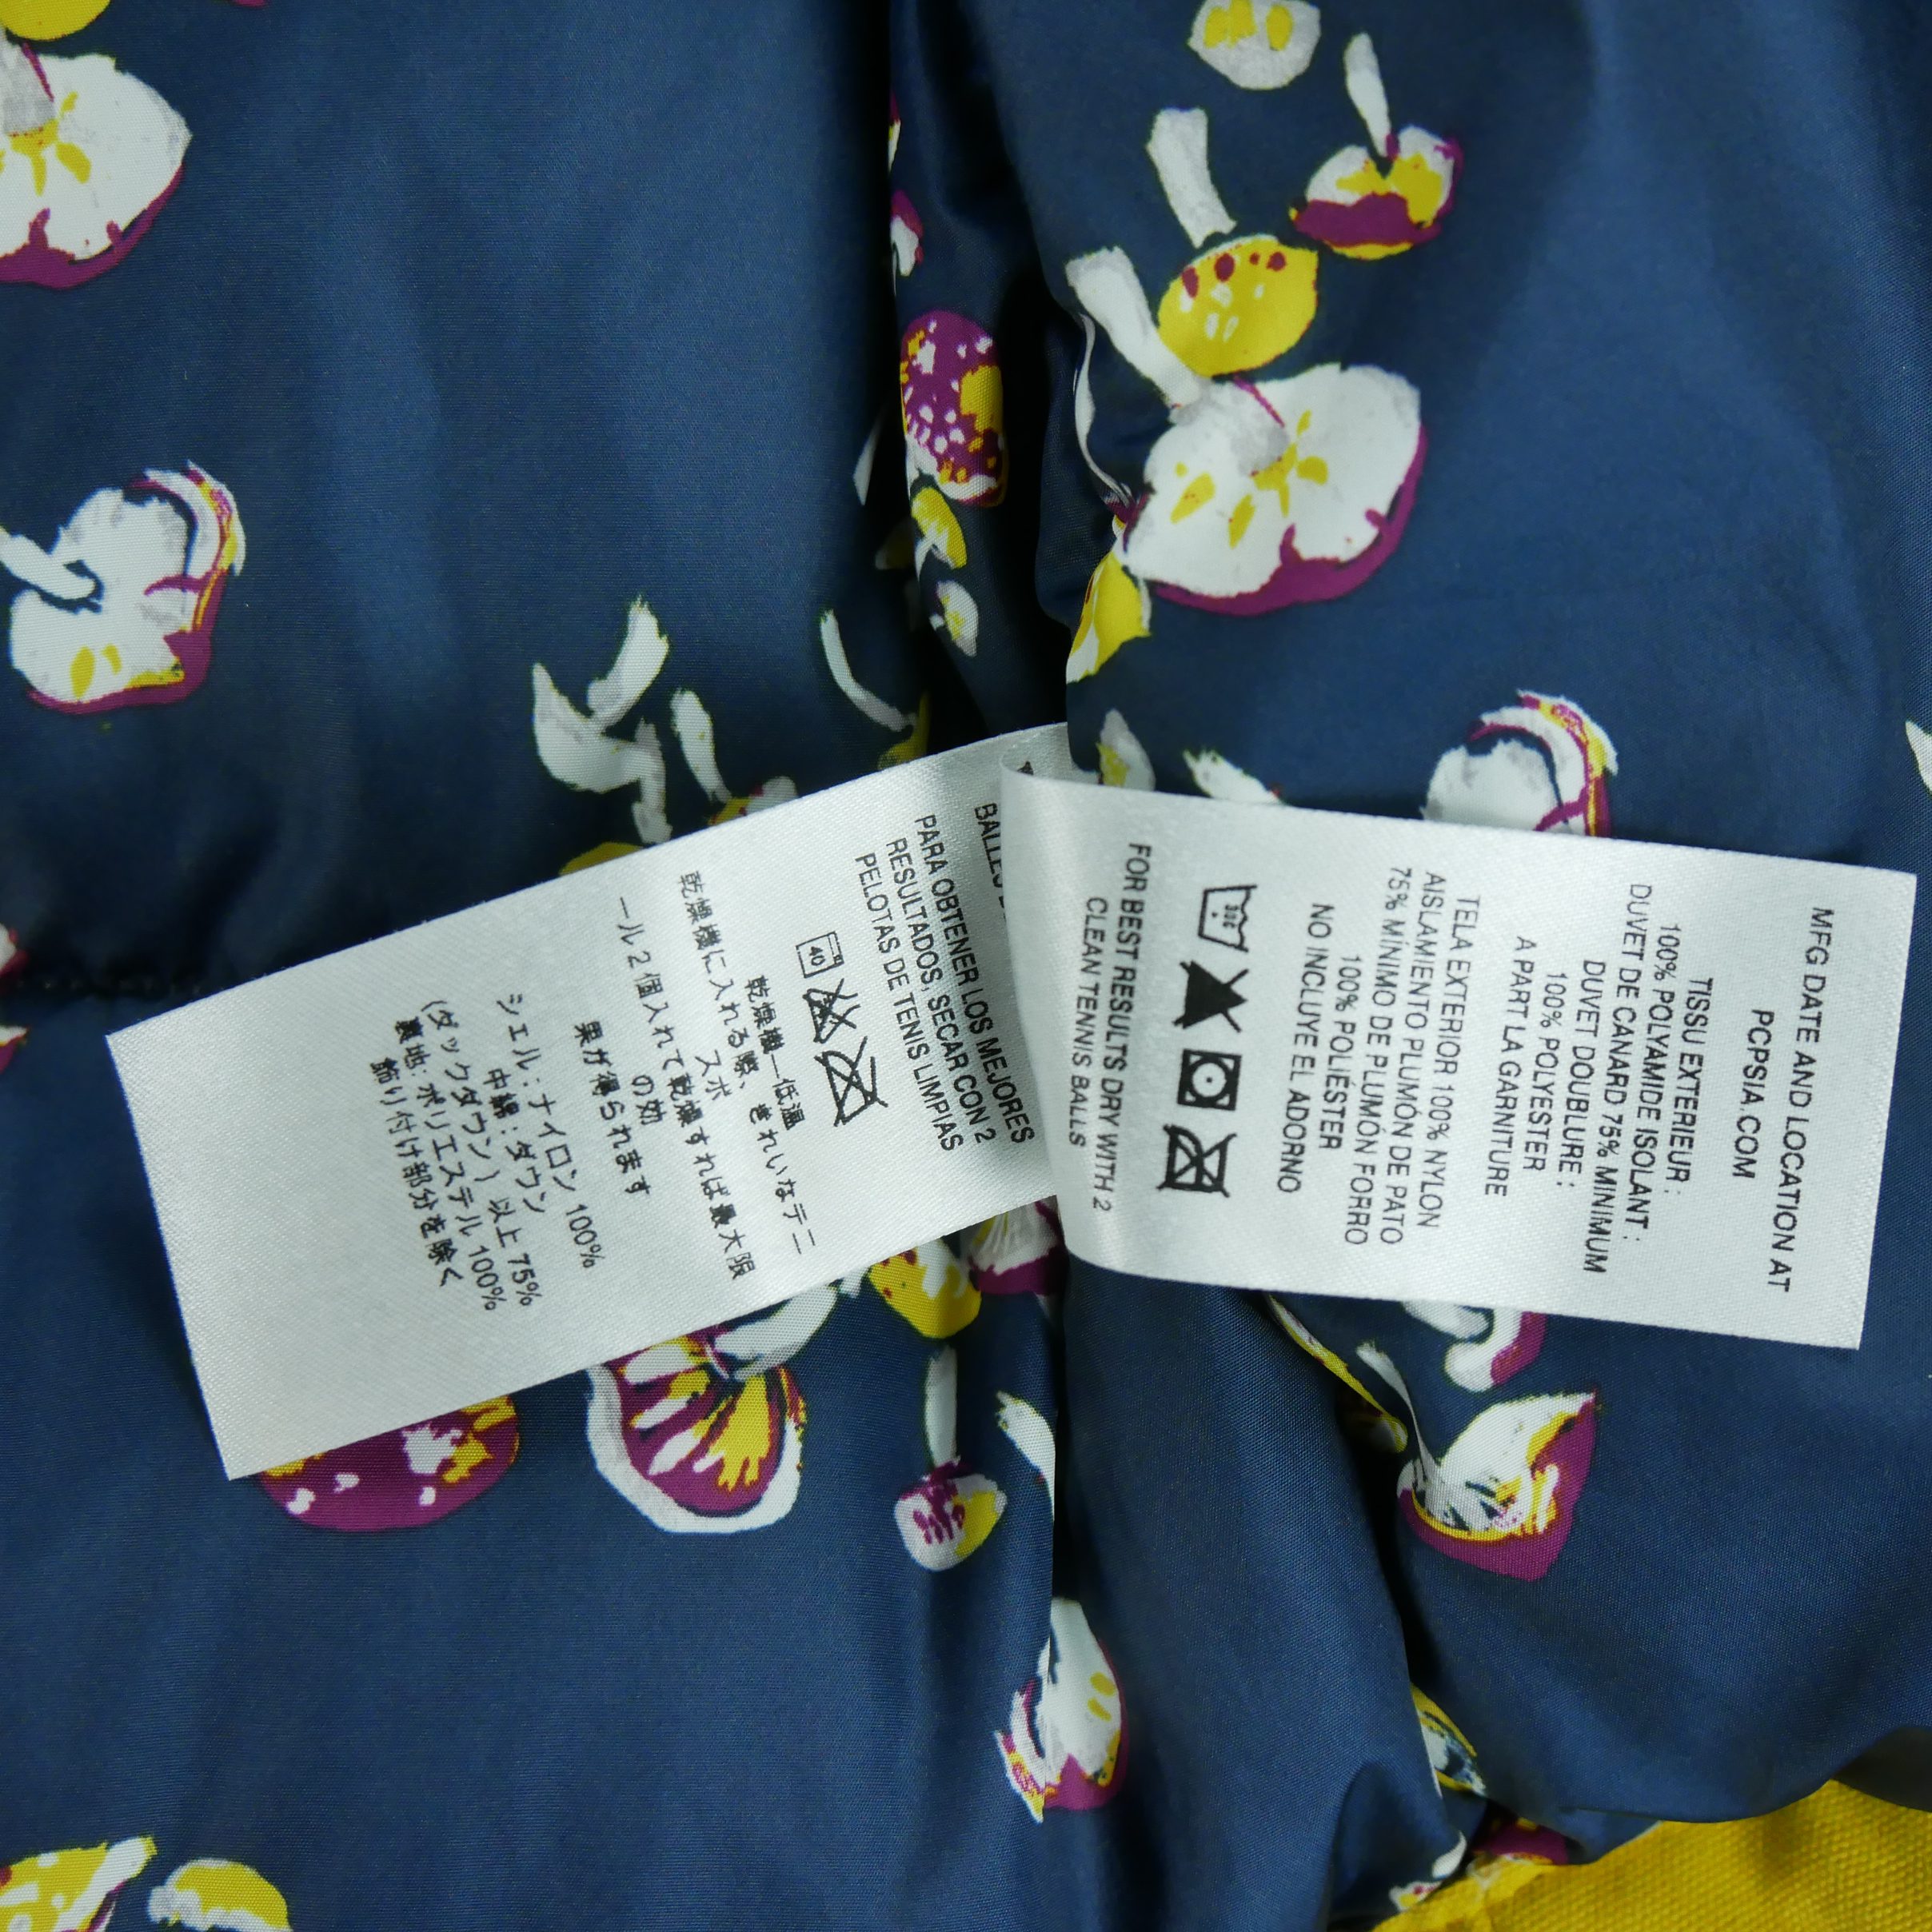 MFG DATE AND LOCATION AT
PCPSIA.COM
TISSU EXTERIEUR :
100% POLYAMIDE ISOLANT :
DUVET DE CANARD 75% MINIMUM
DUVET DOUBLURE :
100% POLYESTER
A PART LA GARNITURE
TELA EXTERIOR 100% NYLON
AISLAMIENTO PLUMÓN DE PATO
75% MÍNIMO DE PLUMÓN FORRO
100% POLIÉSTER
NO INCLUYE EL ADORNO
30C
FOR BEST RESULTS DRY WITH 2
CLEAN TENNIS BALLS
BALLES
PARA OBTENER LOS MEJORES
RESULTADOS, SECAR CON 2
PELOTAS DE TENIS LIMPIAS
40
乾燥機ー低温
乾燥機に入れる際、きれいなテニ
スボ
ール2個入れて乾燥すれば最大限
の効
果が得られます
シェル:ナイロン 100%
中綿:ダウン
(ダックダウン) 以上 75%
裏地:ポリエステル 100%
飾り付け部分を除く